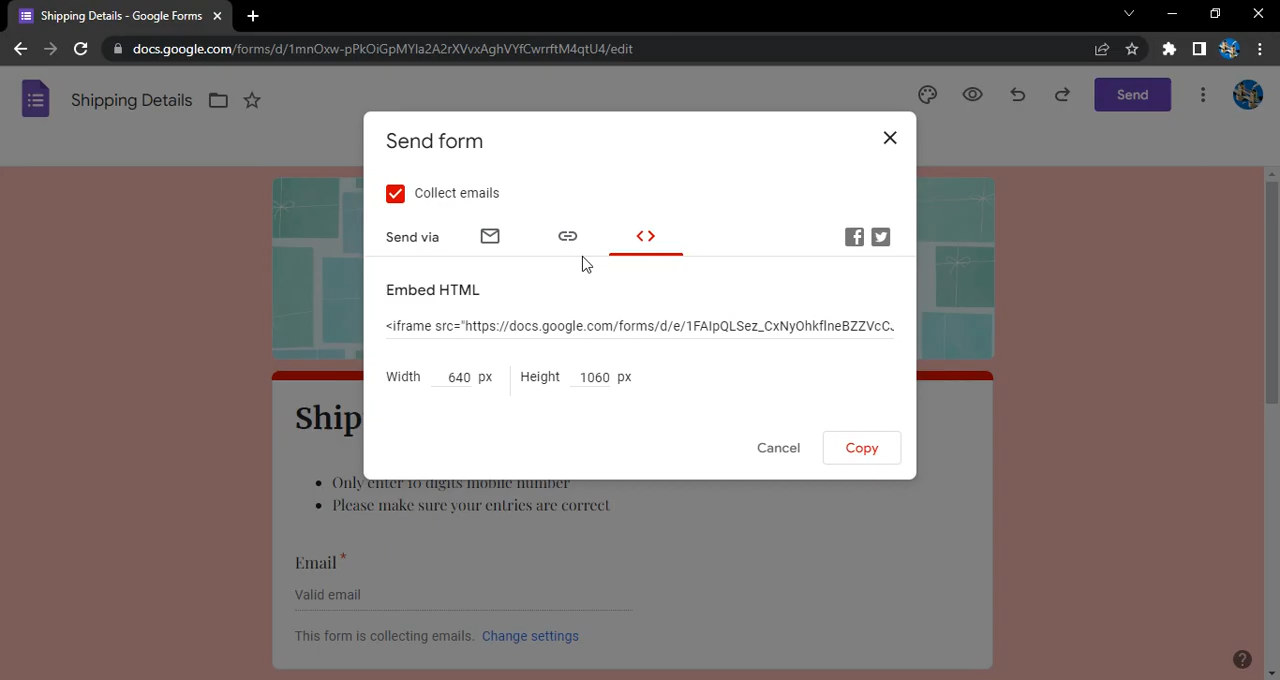 Shipping Details - Google Forms
docs.google.com/forms/d/1mnOxw-pPkOiGpMYla2A2rXVvxAghVYfCwrrftM4qtU4/edit
Shipping Details
Send
Send form
Collect emails
Send via
Embed HTML
<iframe src="https://docs.google.com/forms/d/e/1FAIpQLSez_CxNyOhkflneBZZVcC
Width 640 px Height 1060 px
Cancel Copy
Ship
Only enter 10 digits mobile number
Please make sure your entries are correct
Email *
Valid email
This form is collecting emails. Change settings